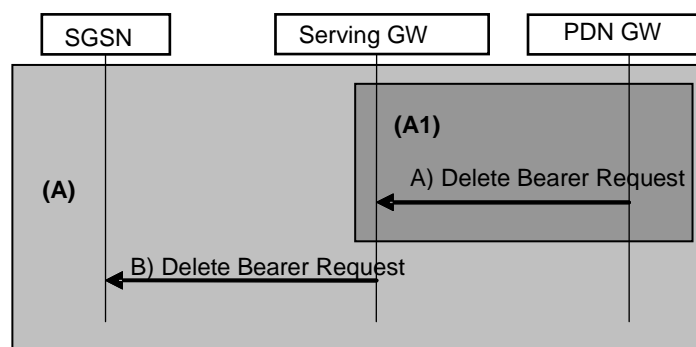 SGSN
Serving GW
PDN GW
(A1)
(A)
A) Delete Bearer Request
B) Delete Bearer Request